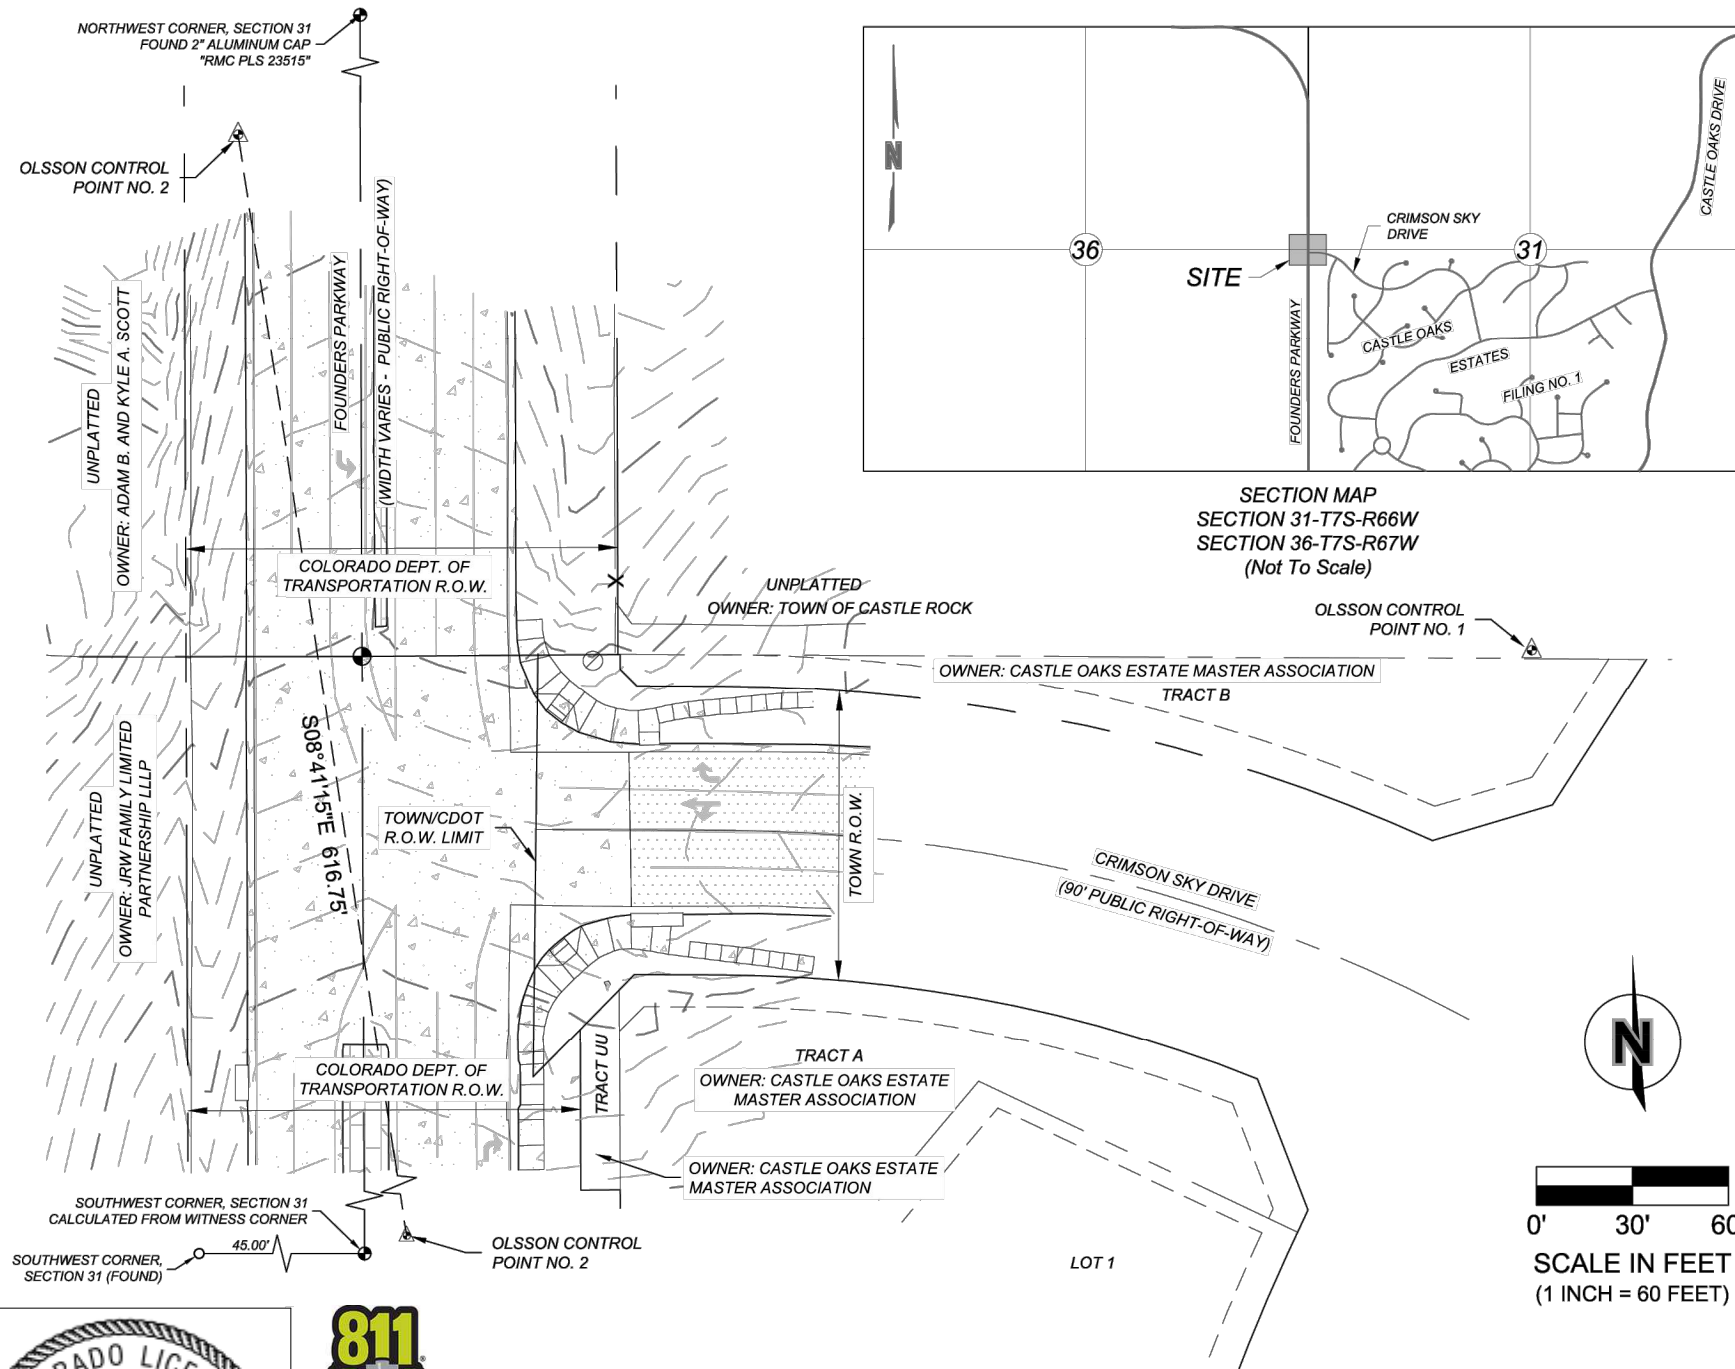 NORTHWEST CORNER, SECTION 31
FOUND 2" ALUMINUM CAP
"RMC PLS 23515"
OLSSON CONTROL
POINT NO. 2
UNPLATTED
OWNER: ADAM B. AND KYLE A. SCOTT
FOUNDERS PARKWAY
(WIDTH VARIES - PUBLIC RIGHT-OF-WAY)
COLORADO DEPT. OF
TRANSPORTATION R.O.W.
X
UNPLATTED
OWNER: TOWN OF CASTLE ROCK
N
36
31
SITE
CRIMSON SKY
DRIVE
CASTLE OAKS DRIVE
FOUNDERS PARKWAY
CASTLE OAKS
ESTATES
FILING NO. 1
SECTION MAP
SECTION 31-T7S-R66W
SECTION 36-T7S-R67W
(Not To Scale)
OLSSON CONTROL
POINT NO. 1
OWNER: CASTLE OAKS ESTATE MASTER ASSOCIATION
TRACT B
UNPLATTED
OWNER: JRW FAMILY LIMITED
PARTNERSHIP LLLP
S08°41'15"E 616.75'
TOWN/CDOT
R.O.W. LIMIT
TOWN R.O.W.
CRIMSON SKY DRIVE
(90' PUBLIC RIGHT-OF-WAY)
COLORADO DEPT. OF
TRANSPORTATION R.O.W.
TRACT UU
TRACT A
OWNER: CASTLE OAKS ESTATE
MASTER ASSOCIATION
OWNER: CASTLE OAKS ESTATE
MASTER ASSOCIATION
SOUTHWEST CORNER, SECTION 31
CALCULATED FROM WITNESS CORNER
45.00'
SOUTHWEST CORNER,
SECTION 31 (FOUND)
OLSSON CONTROL
POINT NO. 2
LOT 1
N
0' 30' 60
SCALE IN FEET
(1 INCH = 60 FEET)
RADO LICE
811